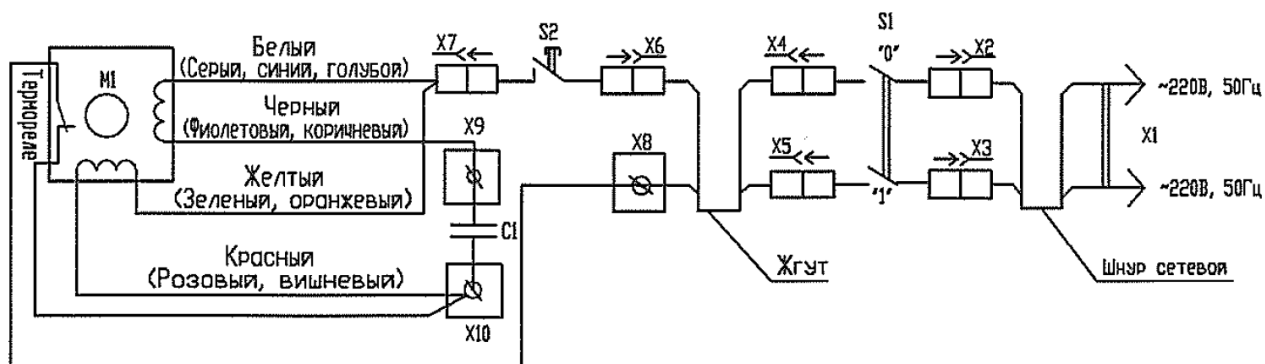 Белый
(Серый, синий, голубой)
X7
S2
X6
X4
S1
"0"
X2
~220В, 50Гц
Термореле
M1
Черный
(Фиолетовый, коричневый)
X9
X8
X5
"1"
X3
X1
~220В, 50Гц
Желтый
(Зеленый, оранжевый)
C1
Красный
(Розовый, вишневый)
X10
Жгут
Шнур сетевой